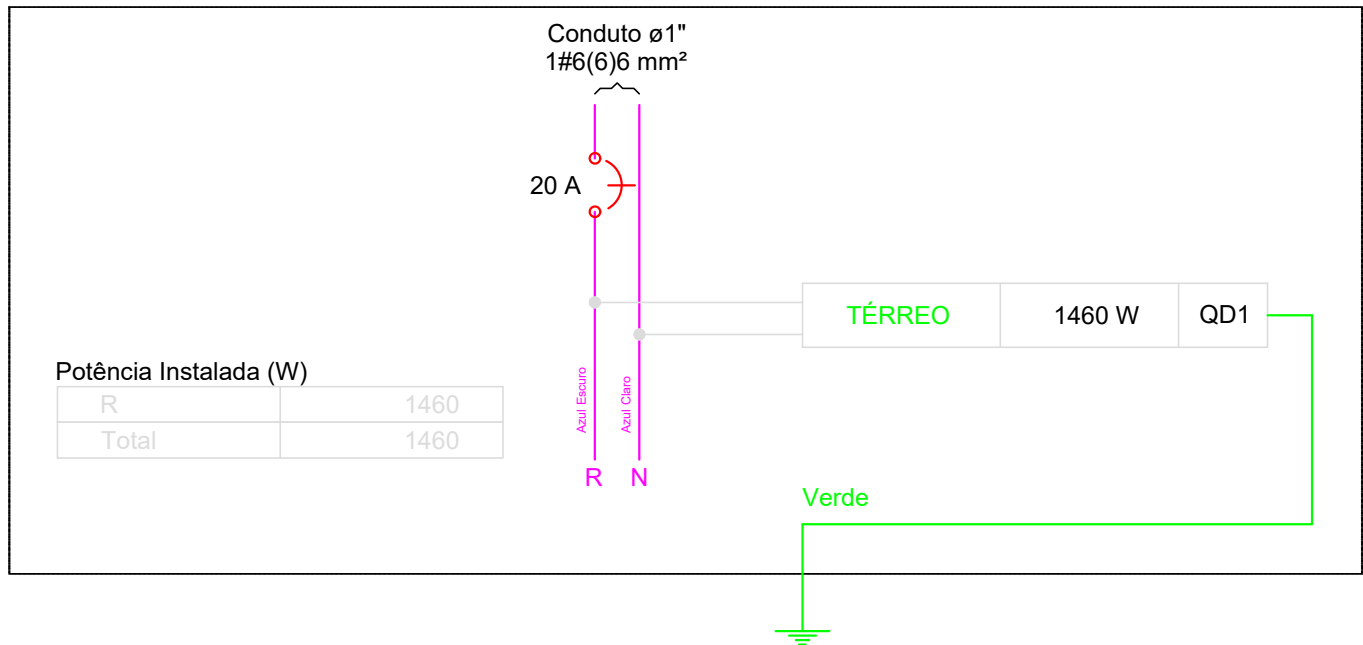 Conduto ø1"
1#6(6)6 mm²
20 A
TÉRREO 1460 W QD1
Potência Instalada (W)
R 1460
Total 1460
Azul Escuro
Azul Claro
R N
Verde